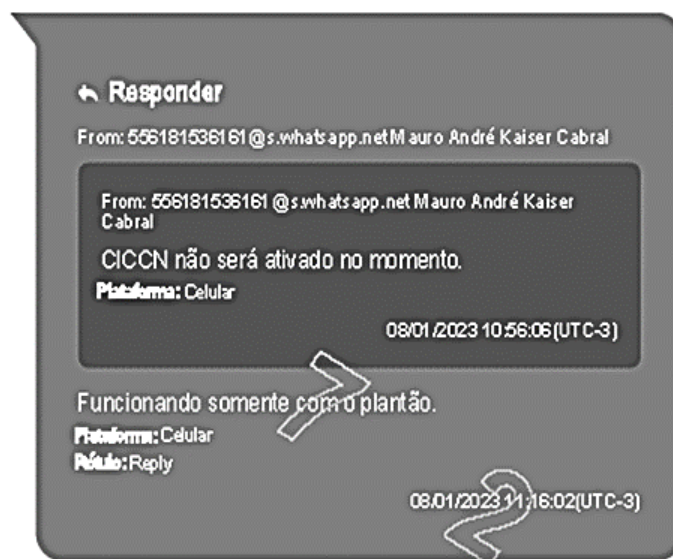 Responder
From: 556181536161@s.whatsapp.net Mauro André Kaiser Cabral
From: 556181536161@s.whatsapp.net Mauro André Kaiser
Cabral
CICCN não será ativado no momento.
Plataforma: Celular
08/01/2023 10:56:06(UTC-3)
Funcionando somente com o plantão.
Plataforma: Celular
Rótulo: Reply
08/01/2023 11:16:02(UTC-3)
7
2